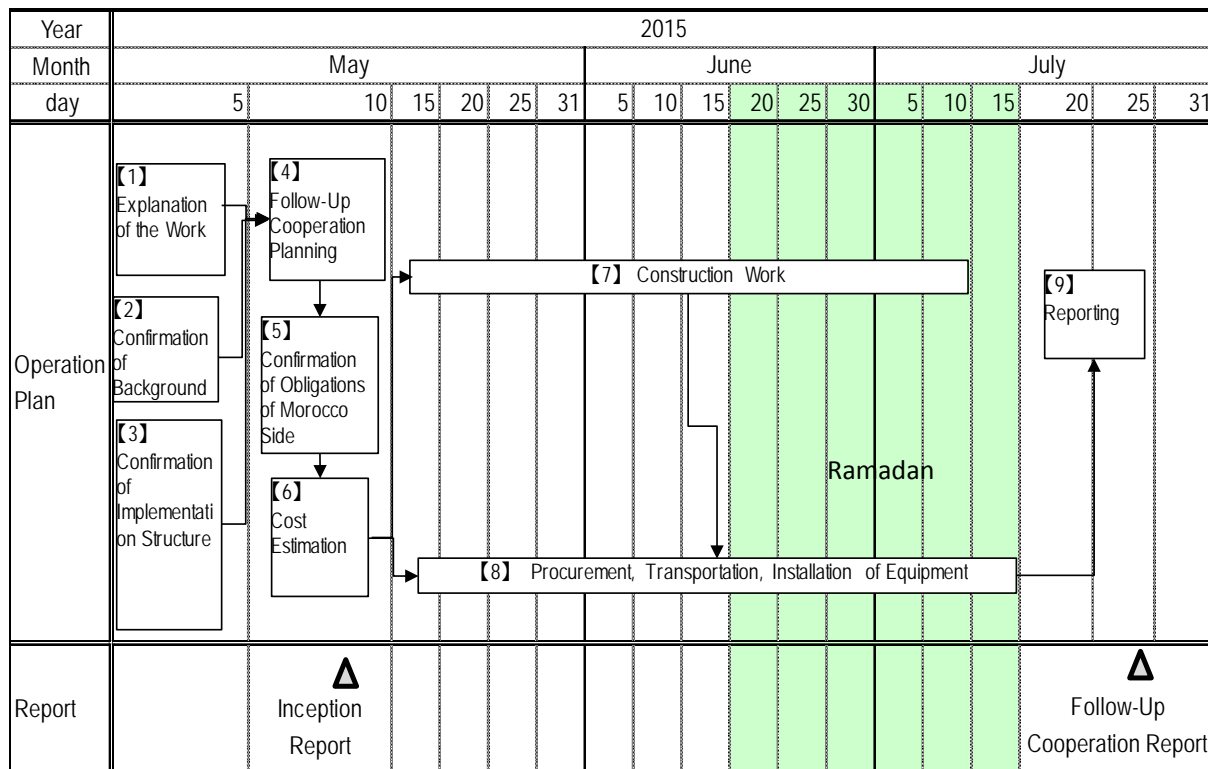 Year
2015
Month
May
June
July
day
5
10
15
20
25
31
5
10
15
20
25
30
5
10
15
20
25
31
Operation
Plan
【1】
Explanation
of the Work
【2】
Confirmation
of
Background
【3】
Confirmation
of
Implementati
on Structure
【4】
Follow-Up
Cooperation
Planning
【5】
Confirmation
of Obligations
of Morocco
Side
【6】
Cost
Estimation
【7】 Construction Work
【8】 Procurement, Transportation, Installation of Equipment
Ramadan
【9】
Reporting
Report
Inception
Report
Follow-Up
Cooperation Report